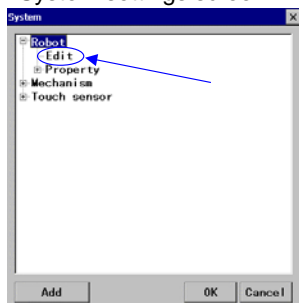 System
Robot
Edit
Property
Mechanism
Touch sensor
Add OK Cancel